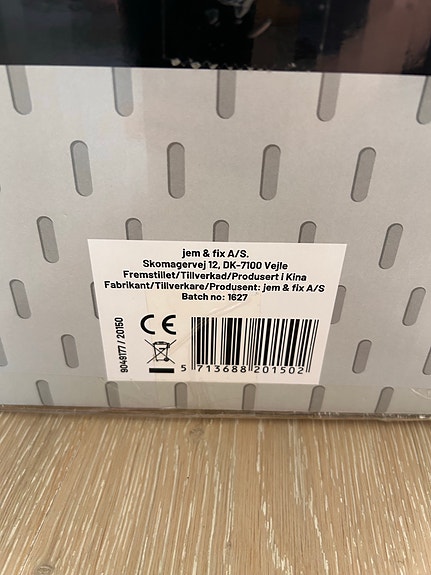 jem & fix A/S.
Skomagervej 12, DK-7100 Vejle
Fremstillet/Tillverkad/Produsert i Kina
Fabrikant/Tillverkare/Produsent: jem & fix A/S
Batch no: 1627
9049177 / 20150
CE
5 713688 201502